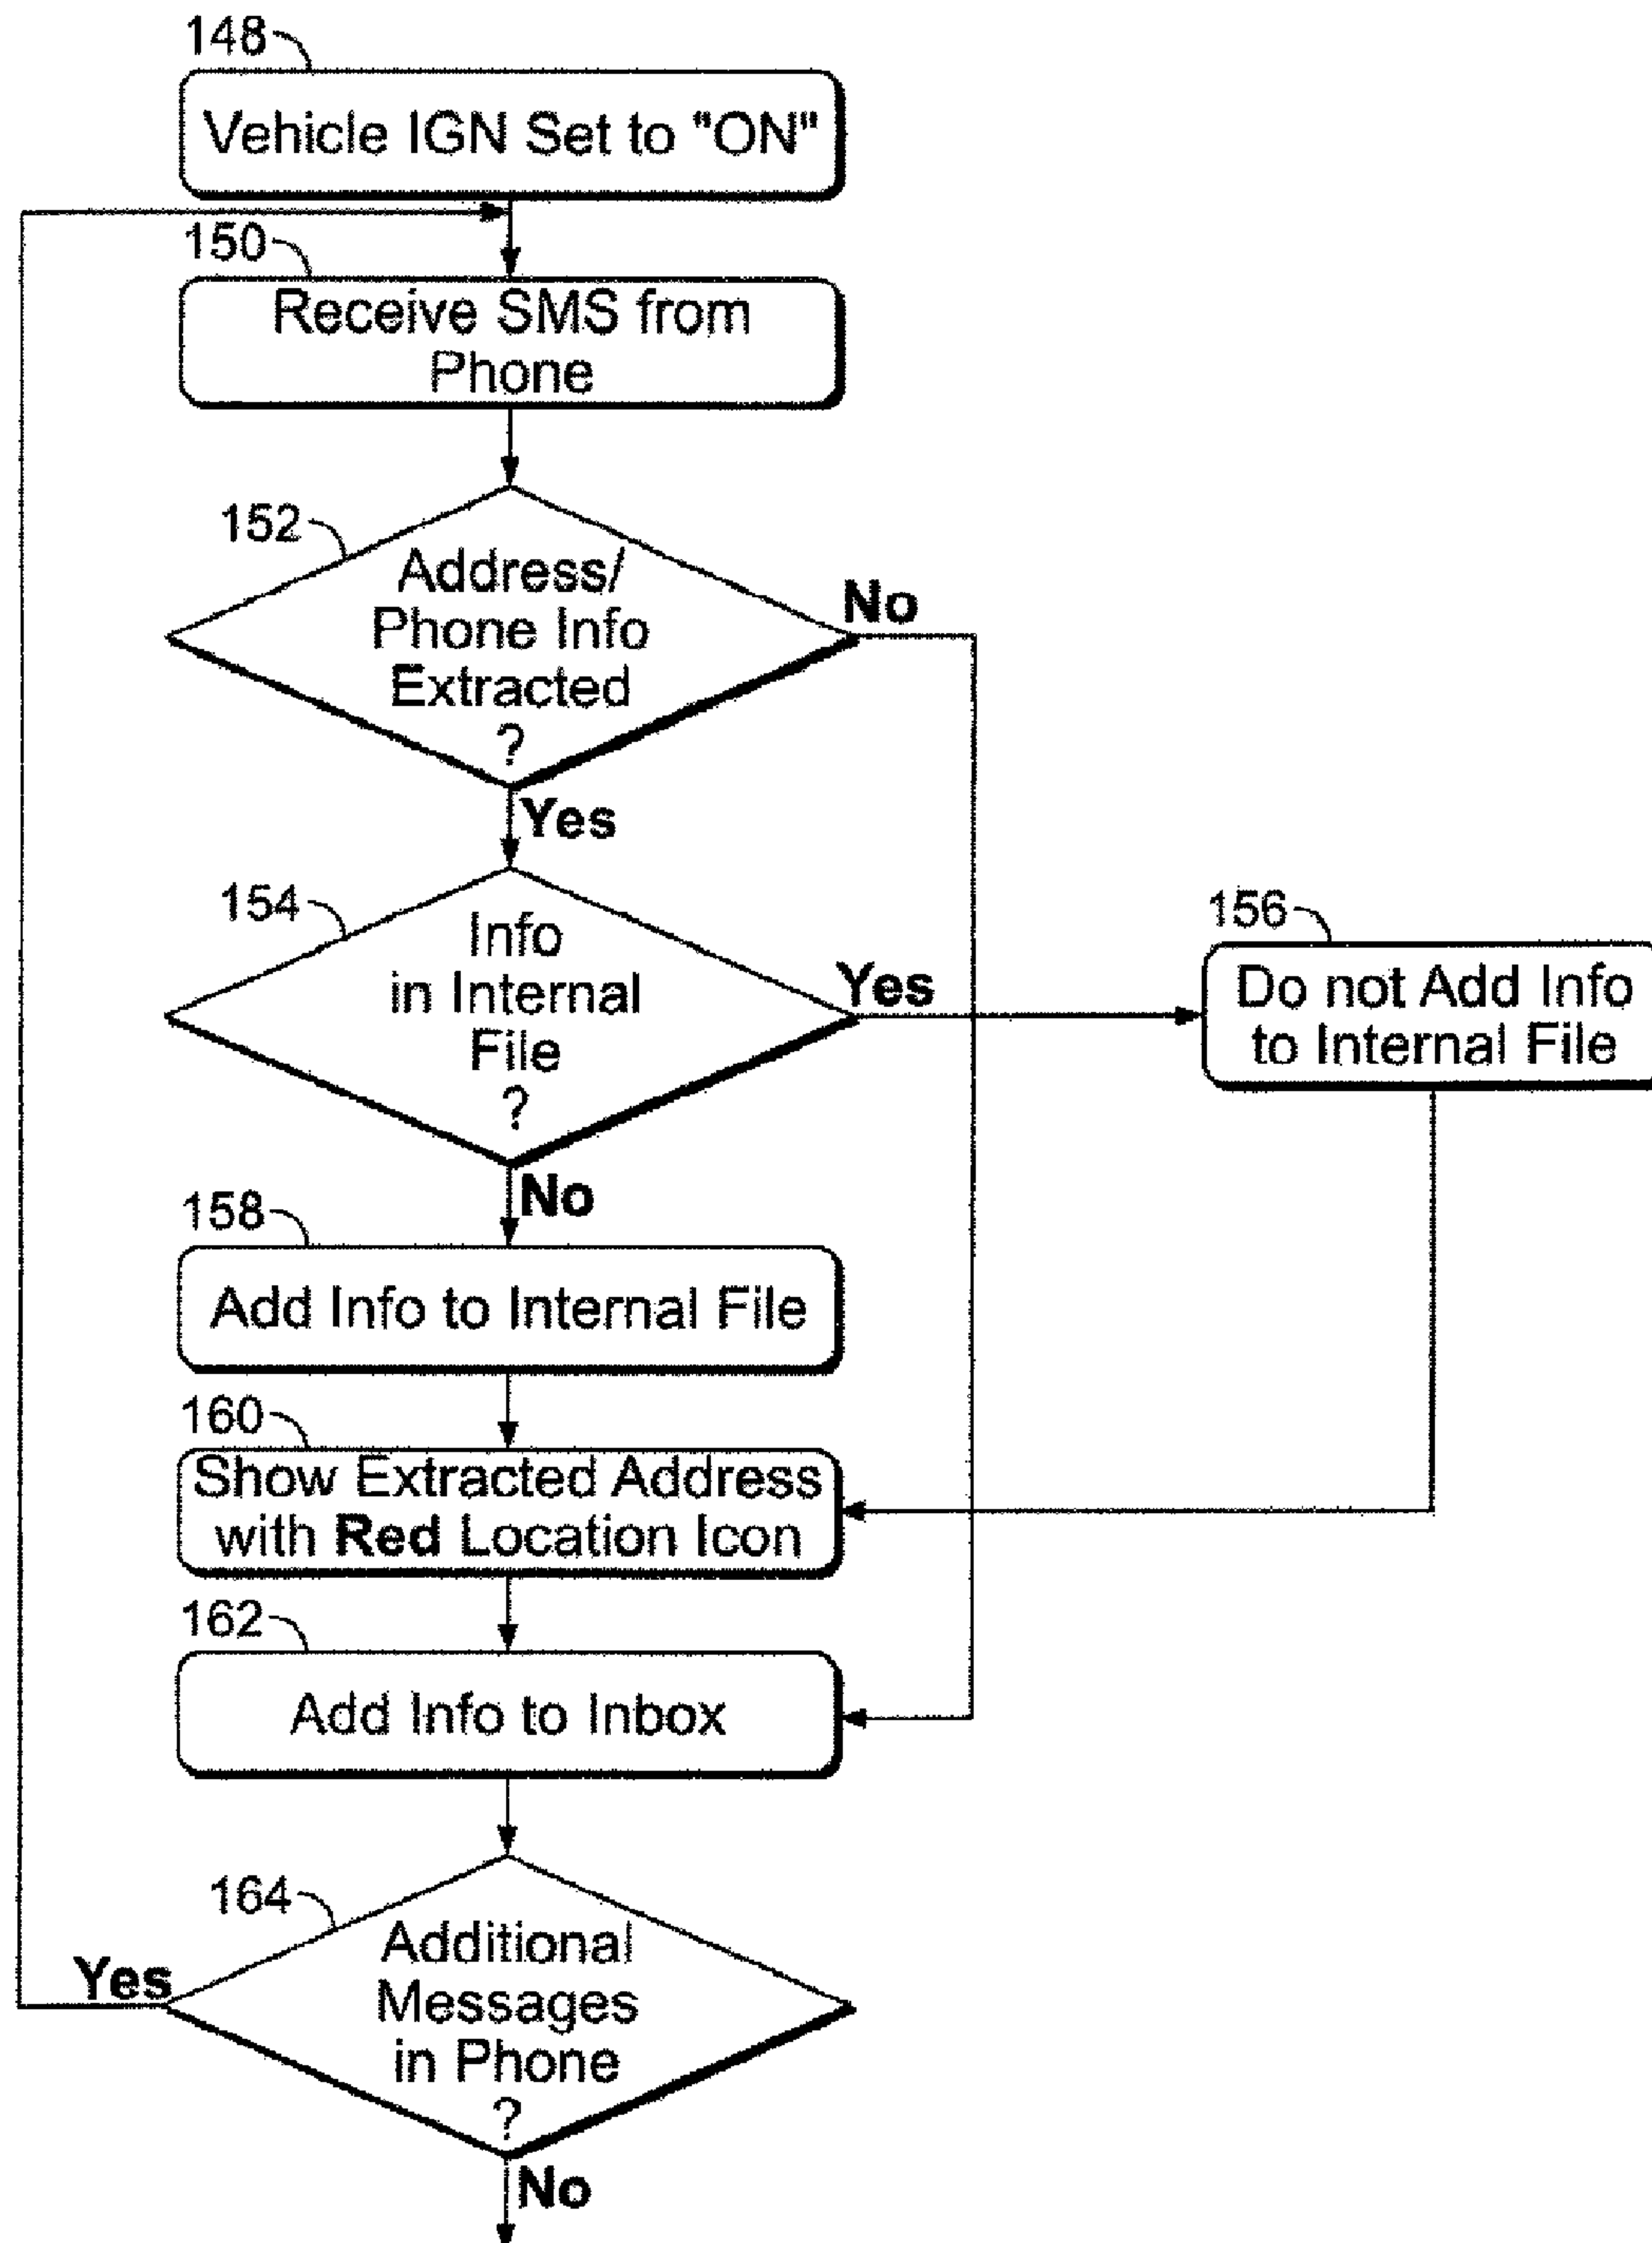 148
Vehicle IGN Set to "ON"
150
Receive SMS from
Phone
152
Address/
Phone Info
Extracted
?
No
Yes
154
Info
in Internal
File
?
Yes
156
Do not Add Info
to Internal File
No
158
Add Info to Internal File
160
Show Extracted Address
with Red Location Icon
162
Add Info to Inbox
164
Additional
Messages
in Phone
?
Yes
No